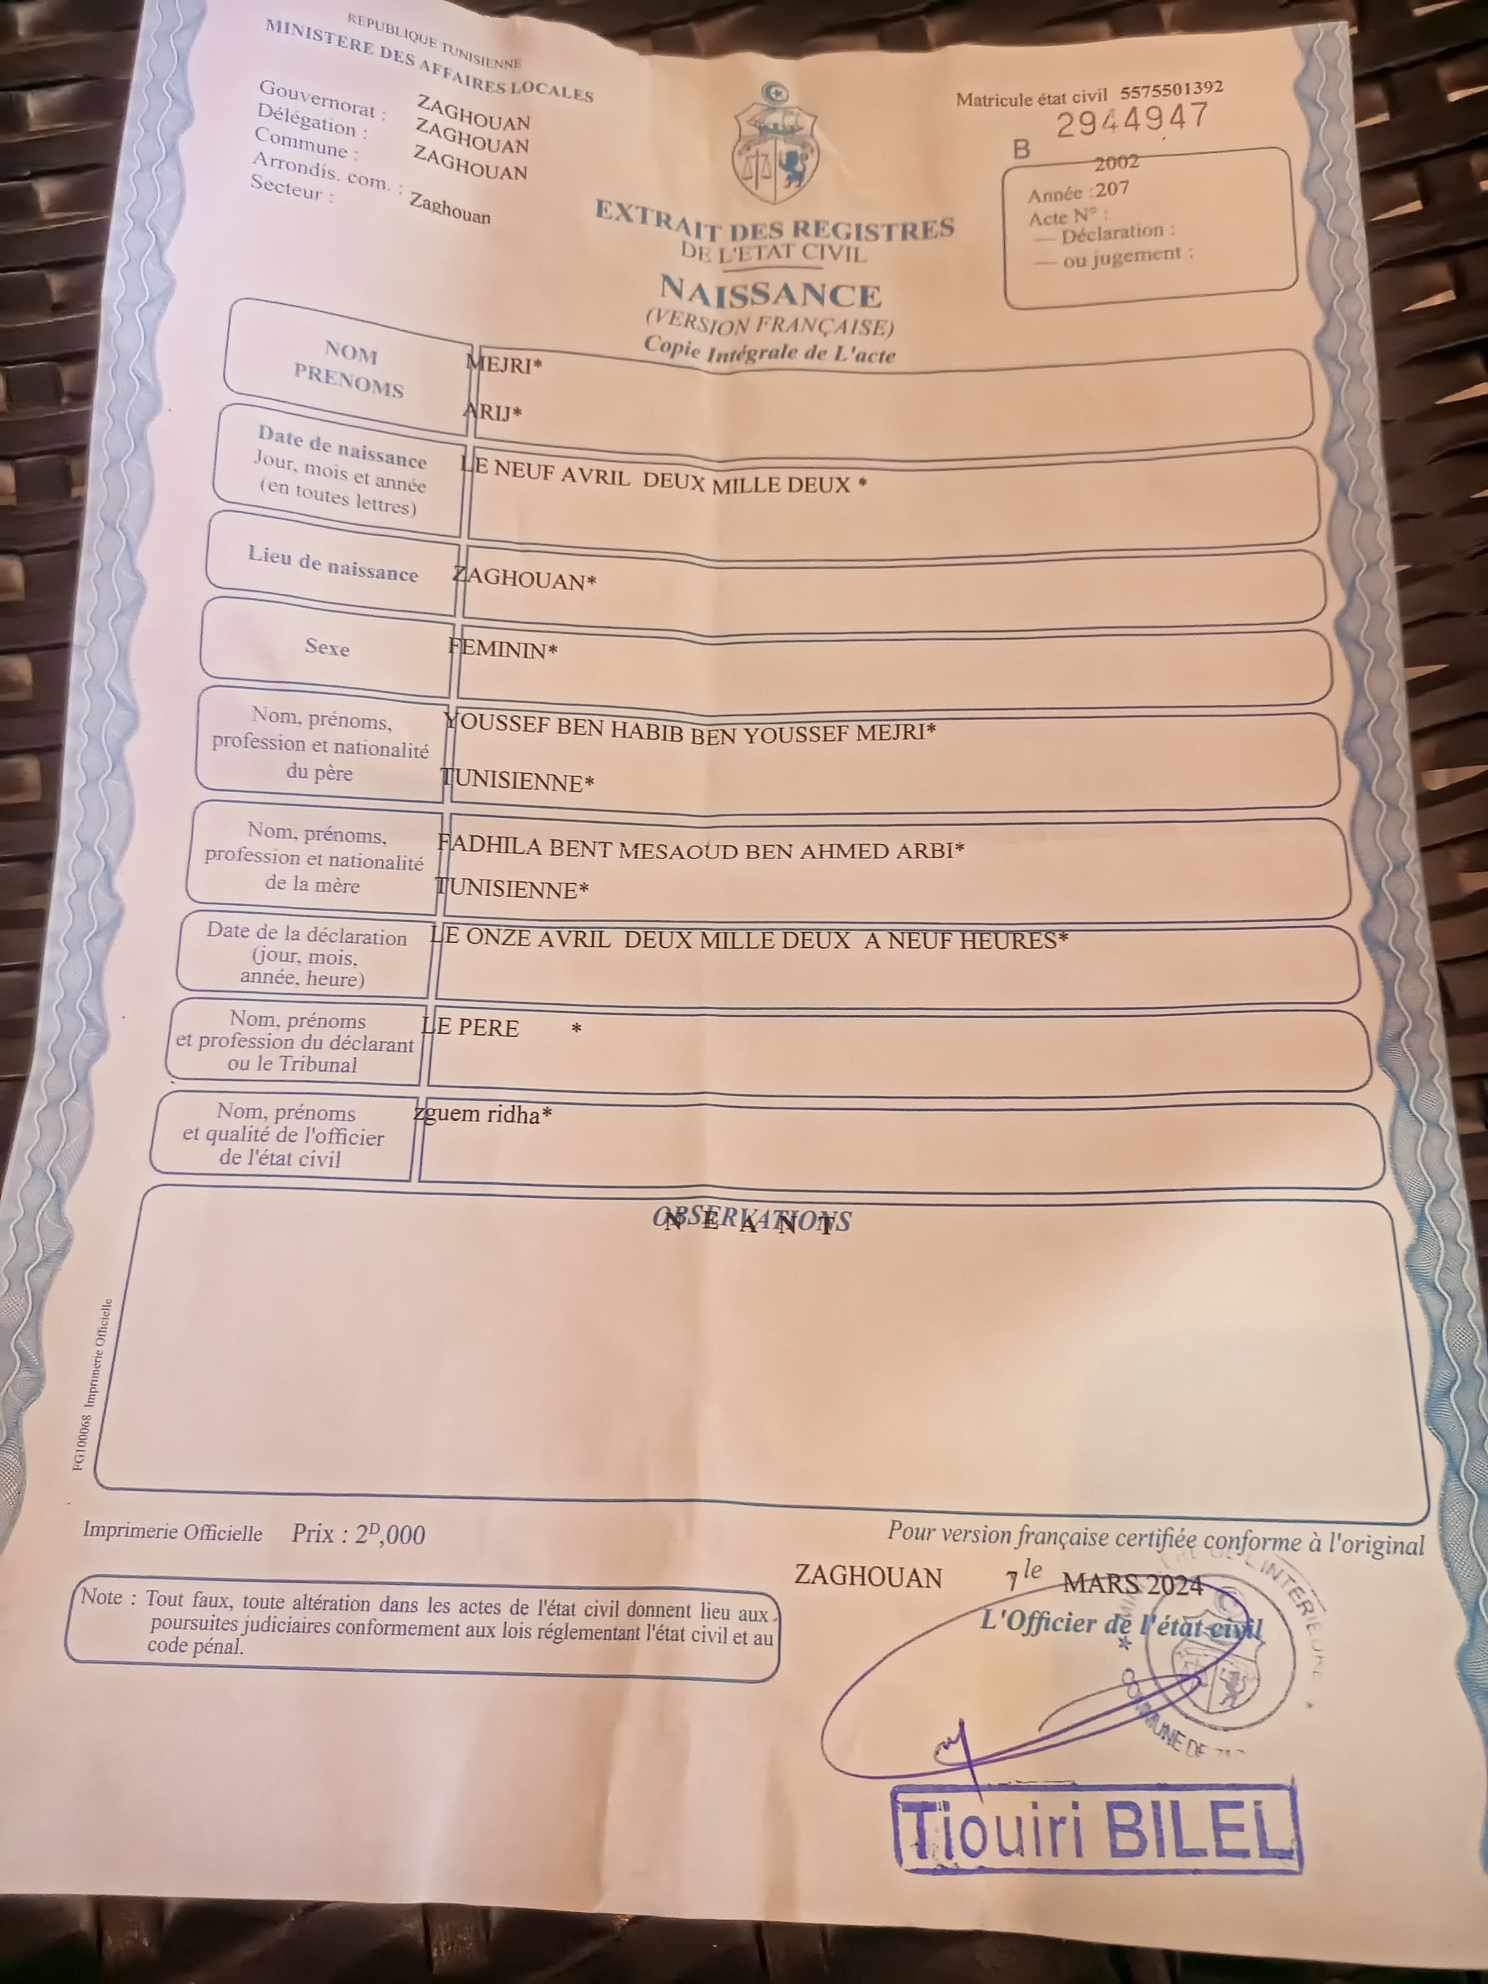 REPUBLIQUE TUNISIENNE
MINISTERE DES AFFAIRES LOCALES
Gouvernorat : ZAGHOUAN
Délégation : ZAGHOUAN
Commune : ZAGHOUAN
Arrondis. com. : Zaghouan
Secteur :
Matricule état civil 5575501392
2944947
B
2002
Année :207
Acte N° :
— Déclaration :
— ou jugement :
EXTRAIT DES REGISTRES
DE L'ETAT CIVIL
NAISSANCE
(VERSION FRANÇAISE)
Copie Intégrale de L'acte
NOM
PRENOMS
MEJRI*
ARIJ*
Date de naissance
Jour, mois et année
(en toutes lettres)
LE NEUF AVRIL DEUX MILLE DEUX *
Lieu de naissance
ZAGHOUAN*
Sexe
FEMININ*
Nom, prénoms,
profession et nationalité
du père
YOUSSEF BEN HABIB BEN YOUSSEF MEJRI*
TUNISIENNE*
Nom, prénoms,
profession et nationalité
de la mère
FADHILA BENT MESAOUD BEN AHMED ARBI*
TUNISIENNE*
Date de la déclaration
(jour, mois,
année, heure)
LE ONZE AVRIL DEUX MILLE DEUX A NEUF HEURES*
Nom, prénoms
et profession du déclarant
ou le Tribunal
LE PERE *
Nom, prénoms
et qualité de l'officier
de l'état civil
zguem ridha*
OBSERVATIONS
N E A N T
FG100068 Imprimerie Officielle
Imprimerie Officielle Prix : 2D,000
Note : Tout faux, toute altération dans les actes de l'état civil donnent lieu aux
poursuites judiciaires conformement aux lois réglementant l'état civil et au
code pénal.
Pour version française certifiée conforme à l'original
ZAGHOUAN 7 le MARS 2024
L'Officier de l'état civil
L'INTERIEUR
COMMUNE DE
Tiouiri BILEL